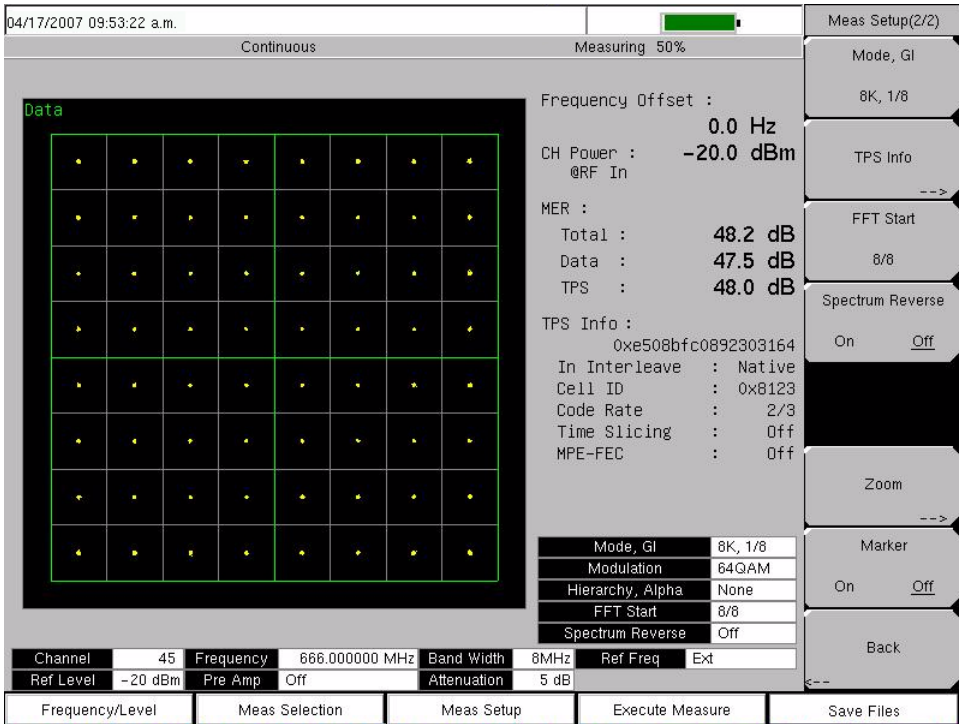 04/17/2007 09:53:22 a.m.
Continuous Measuring 50%
Data
Frequency Offset :
0.0 Hz
CH Power : -20.0 dBm
@RF In
MER :
Total : 48.2 dB
Data : 47.5 dB
TPS : 48.0 dB
TPS Info :
0xe508bfc0892303164
In Interleave : Native
Cell ID : 0x8123
Code Rate : 2/3
Time Slicing : Off
MPE-FEC : Off
Mode, GI 8K, 1/8
Modulation 64QAM
Hierarchy, Alpha None
FFT Start 8/8
Spectrum Reverse Off
Channel 45 Frequency 666.000000 MHz Band Width 8MHz Ref Freq Ext
Ref Level -20 dBm Pre Amp Off Attenuation 5 dB
Frequency/Level Meas Selection Meas Setup Execute Measure Save Files
Meas Setup(2/2)
Mode, GI
8K, 1/8
TPS Info
-->
FFT Start
8/8
Spectrum Reverse
On Off
Zoom
-->
Marker
On Off
Back
<--